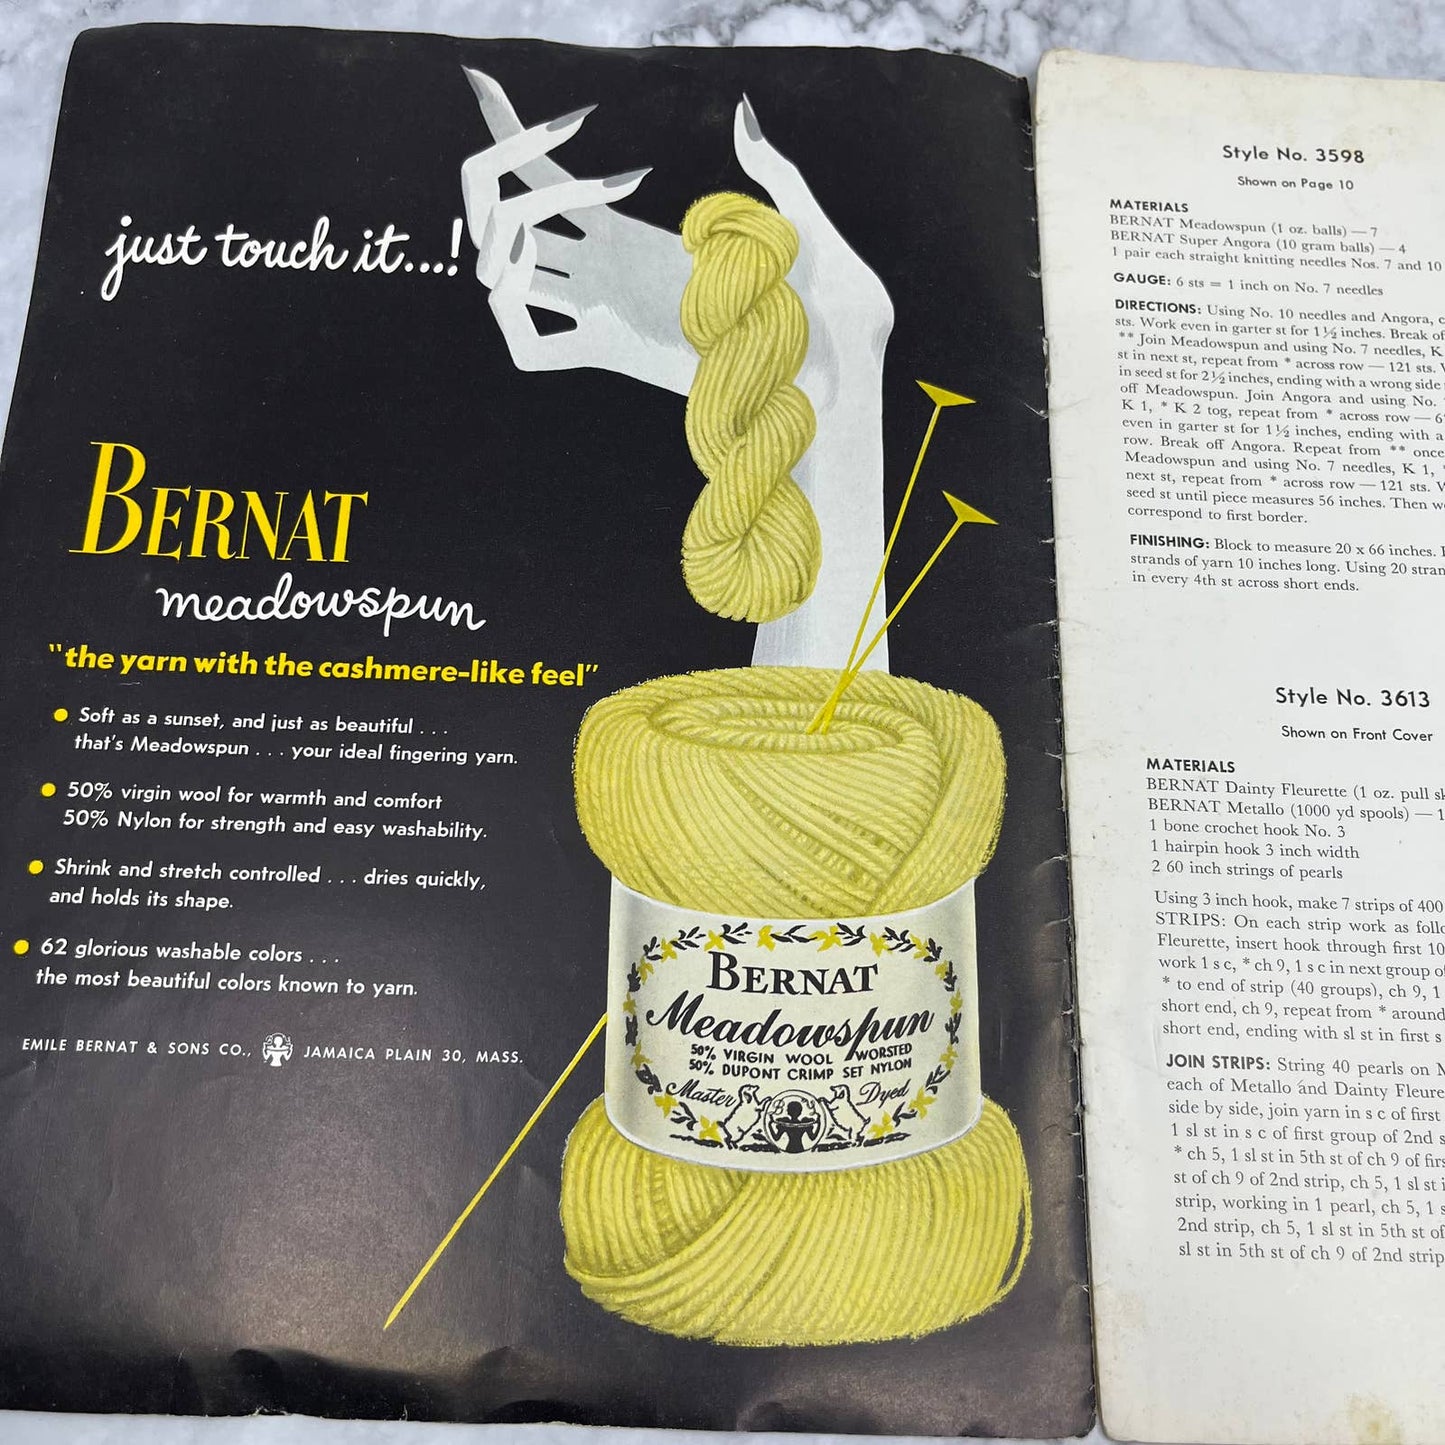 just touch it...!
BERNAT
meadowspun
"the yarn with the cashmere-like feel"
Soft as a sunset, and just as beautiful . . .
that's Meadowspun . . . your ideal fingering yarn.
50% virgin wool for warmth and comfort
50% Nylon for strength and easy washability.
Shrink and stretch controlled . . . dries quickly,
and holds its shape.
62 glorious washable colors . . .
the most beautiful colors known to yarn.
EMILE BERNAT & SONS CO., JAMAICA PLAIN 30, MASS.
BERNAT
Meadowspun
50% VIRGIN WOOL WORSTED
50% DUPONT CRIMP SET NYLON
Master Dyed
B S
Style No. 3598
Shown on Page 10
MATERIALS
BERNAT Meadowspun (1 oz. balls) — 7
BERNAT Super Angora (10 gram balls) — 4
1 pair each straight knitting needles Nos. 7 and 10
GAUGE: 6 sts = 1 inch on No. 7 needles
DIRECTIONS: Using No. 10 needles and Angora, c
sts. Work even in garter st for 1½ inches. Break of
** Join Meadowspun and using No. 7 needles, K
st in next st, repeat from * across row — 121 sts.
in seed st for 2½ inches, ending with a wrong side
off Meadowspun. Join Angora and using No.
K 1, * K 2 tog, repeat from * across row — 6
even in garter st for 1½ inches, ending with a
row. Break off Angora. Repeat from ** once
Meadowspun and using No. 7 needles, K 1,
next st, repeat from * across row — 121 sts.
seed st until piece measures 56 inches. Then w
correspond to first border.
FINISHING: Block to measure 20 x 66 inches.
strands of yarn 10 inches long. Using 20 stran
in every 4th st across short ends.
Style No. 3613
Shown on Front Cover
MATERIALS
BERNAT Dainty Fleurette (1 oz. pull sk
BERNAT Metallo (1000 yd spools) — 1
1 bone crochet hook No. 3
1 hairpin hook 3 inch width
2 60 inch strings of pearls
Using 3 inch hook, make 7 strips of 400
STRIPS: On each strip work as follo
Fleurette, insert hook through first 10
work 1 s c, * ch 9, 1 s c in next group o
* to end of strip (40 groups), ch 9, 1
short end, ch 9, repeat from * around
short end, ending with sl st in first s
JOIN STRIPS: String 40 pearls on M
each of Metallo and Dainty Fleure
side by side, join yarn in s c of first
1 sl st in s c of first group of 2nd s
* ch 5, 1 sl st in 5th st of ch 9 of firs
st of ch 9 of 2nd strip, ch 5, 1 sl st i
strip, working in 1 pearl, ch 5, 1 s
2nd strip, ch 5, 1 sl st in 5th st of
sl st in 5th st of ch 9 of 2nd strip